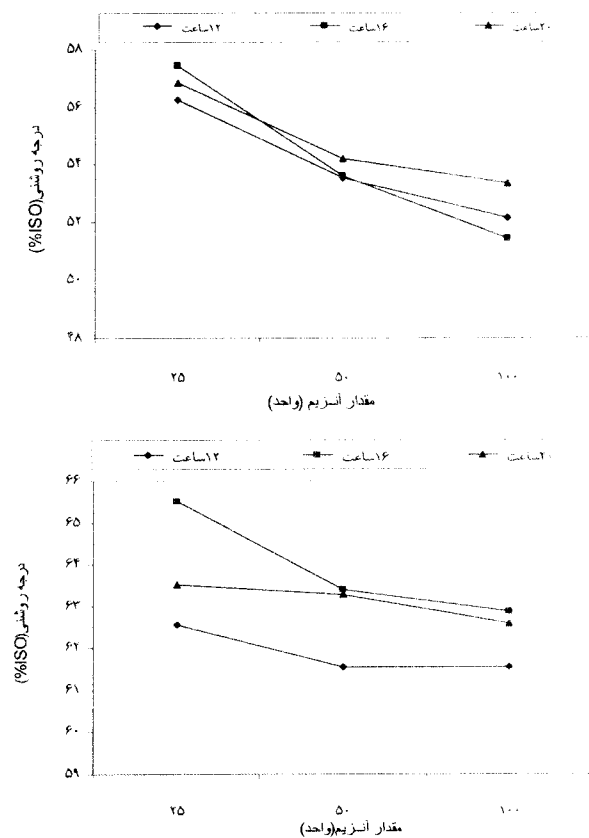 ۱۲ساعت ۱۶ساعت ۲۰ساعت
۵۸
۵۶
۵۴
۵۲
۵۰
۴۸
درجه روشنی(%ISO)
۲۵ ۵۰ ۱۰۰
مقدار آنزیم (واحد)
۱۲ساعت ۱۶ساعت ۲۰ساعت
۶۶
۶۵
۶۴
۶۳
۶۲
۶۱
۶۰
۵۹
درجه روشنی(%ISO)
۲۵ ۵۰ ۱۰۰
مقدار آنزیم(واحد)